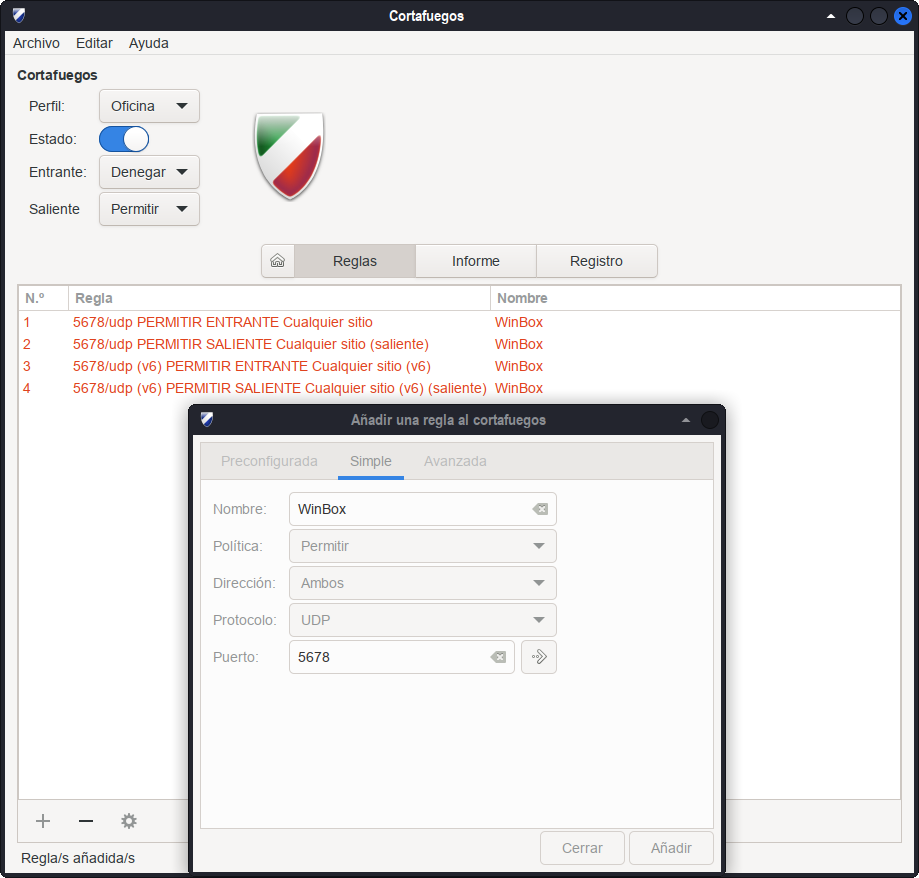 Cortafuegos
Archivo Editar Ayuda
Cortafuegos
Perfil: Oficina
Estado:
Entrante: Denegar
Saliente Permitir
Reglas Informe Registro
N.º Regla Nombre
1 5678/udp PERMITIR ENTRANTE Cualquier sitio WinBox
2 5678/udp PERMITIR SALIENTE Cualquier sitio (saliente) WinBox
3 5678/udp (v6) PERMITIR ENTRANTE Cualquier sitio (v6) WinBox
4 5678/udp (v6) PERMITIR SALIENTE Cualquier sitio (v6) (saliente) WinBox
Añadir una regla al cortafuegos
Preconfigurada Simple Avanzada
Nombre: WinBox
Política: Permitir
Dirección: Ambos
Protocolo: UDP
Puerto: 5678
Cerrar Añadir
Regla/s añadida/s